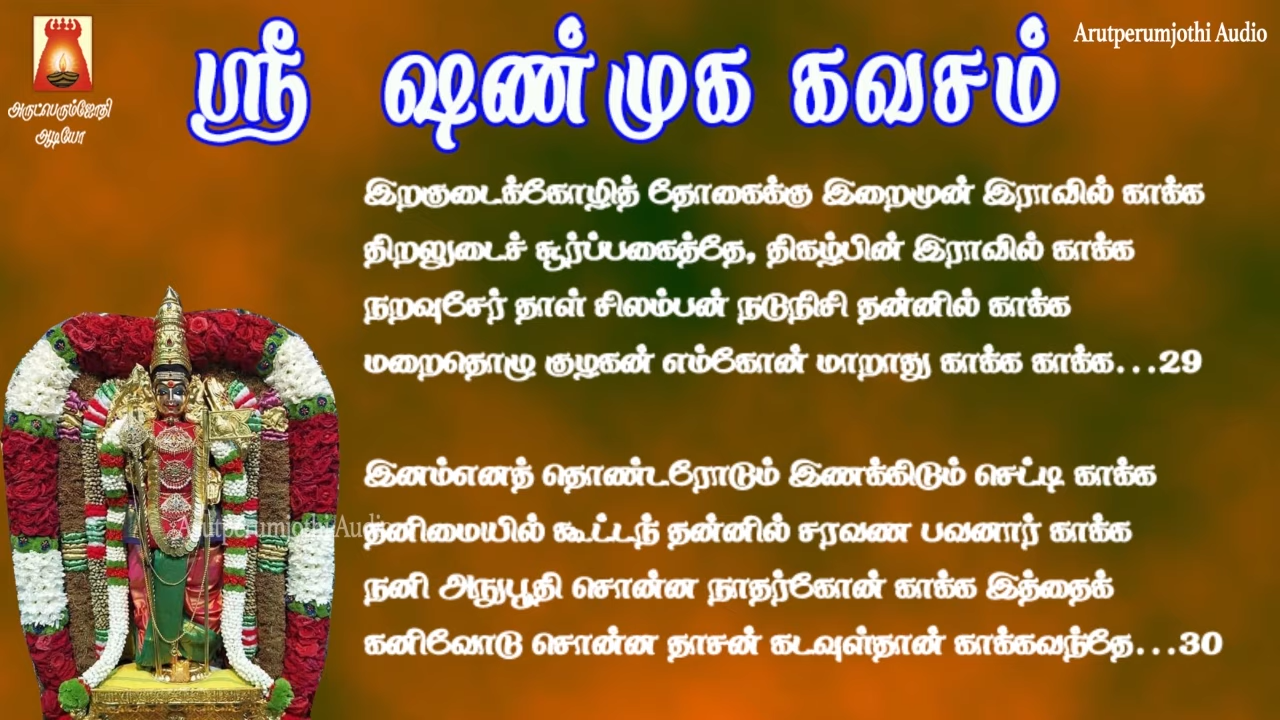 Arutperumjothi Audio
அருட்பெரும்ஜோதி
ஆடியோ
ஸ்ரீ ஷண்முக கவசம்
இறகுடைக்கோழித் தோகைக்கு இறைமுன் இராவில் காக்க
திறலுடைச் சூர்ப்பகைத்தே, திகழ்பின் இராவில் காக்க
நறவுசேர் தாள் சிலம்பன் நடுநிசி தன்னில் காக்க
மறைதொழு குழகன் எம்கோன் மாறாது காக்க காக்க...29
இனம்எனத் தொண்டரோடும் இணக்கிடும் செட்டி காக்க
தனிமையில் கூட்டந் தன்னில் சரவண பவனார் காக்க
நனி அநுபூதி சொன்ன நாதர்கோன் காக்க இத்தைக்
கனிவோடு சொன்ன தாசன் கடவுள்தான் காக்கவந்தே...30
Arutperumjothi Audio